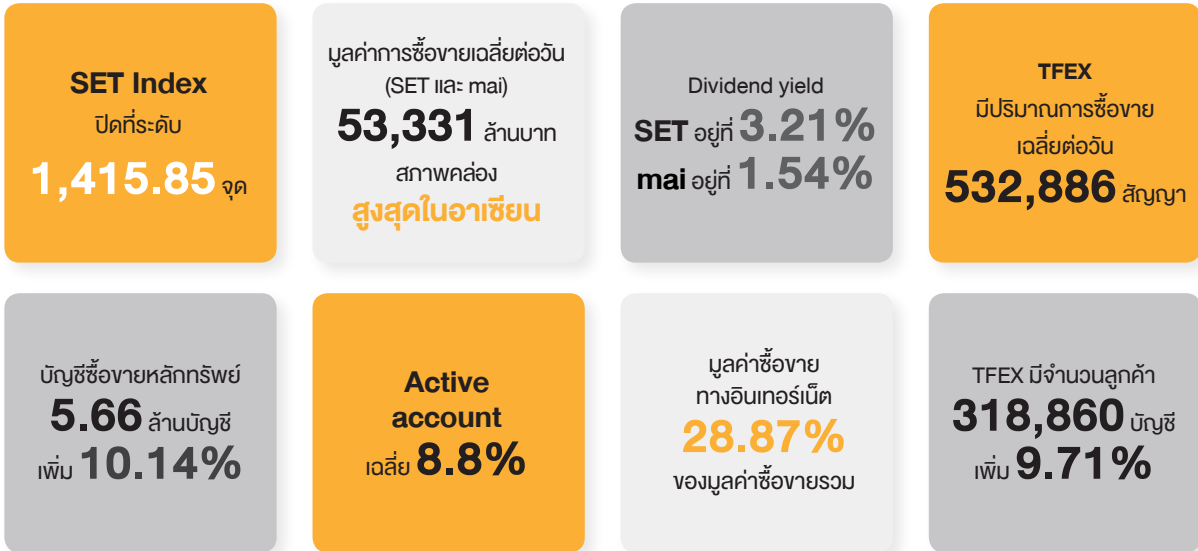 SET Index
ปิดที่ระดับ
1,415.85 จุด
มูลค่าการซื้อขายเฉลี่ยต่อวัน
(SET และ mai)
53,331 ล้านบาท
สภาพคล่อง
สูงสุดในอาเซียน
Dividend yield
SET อยู่ที่ 3.21%
mai อยู่ที่ 1.54%
TFEX
มีปริมาณการซื้อขาย
เฉลี่ยต่อวัน
532,886 สัญญา
บัญชีซื้อขายหลักทรัพย์
5.66 ล้านบัญชี
เพิ่ม 10.14%
Active
account
เฉลี่ย 8.8%
มูลค่าซื้อขาย
ทางอินเทอร์เน็ต
28.87%
ของมูลค่าซื้อขายรวม
TFEX มีจำนวนลูกค้า
318,860 บัญชี
เพิ่ม 9.71%